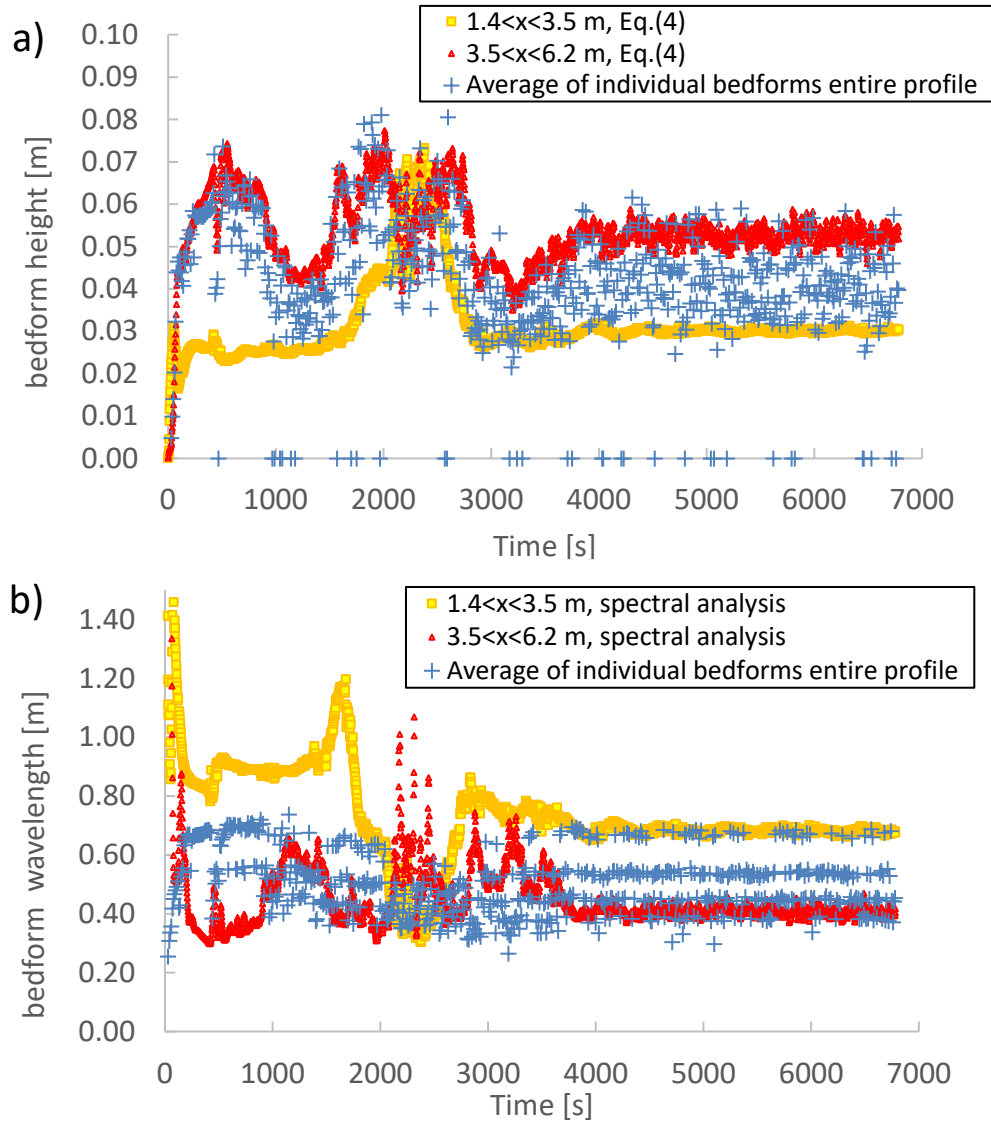 a)
1.4<x<3.5 m, Eq.(4)
3.5<x<6.2 m, Eq.(4)
Average of individual bedforms entire profile
bedform height [m]
0.10
0.09
0.08
0.07
0.06
0.05
0.04
0.03
0.02
0.01
0.00
0 1000 2000 3000 4000 5000 6000 7000
Time [s]
b)
1.4<x<3.5 m, spectral analysis
3.5<x<6.2 m, spectral analysis
Average of individual bedforms entire profile
bedform wavelength [m]
1.40
1.20
1.00
0.80
0.60
0.40
0.20
0.00
0 1000 2000 3000 4000 5000 6000 7000
Time [s]